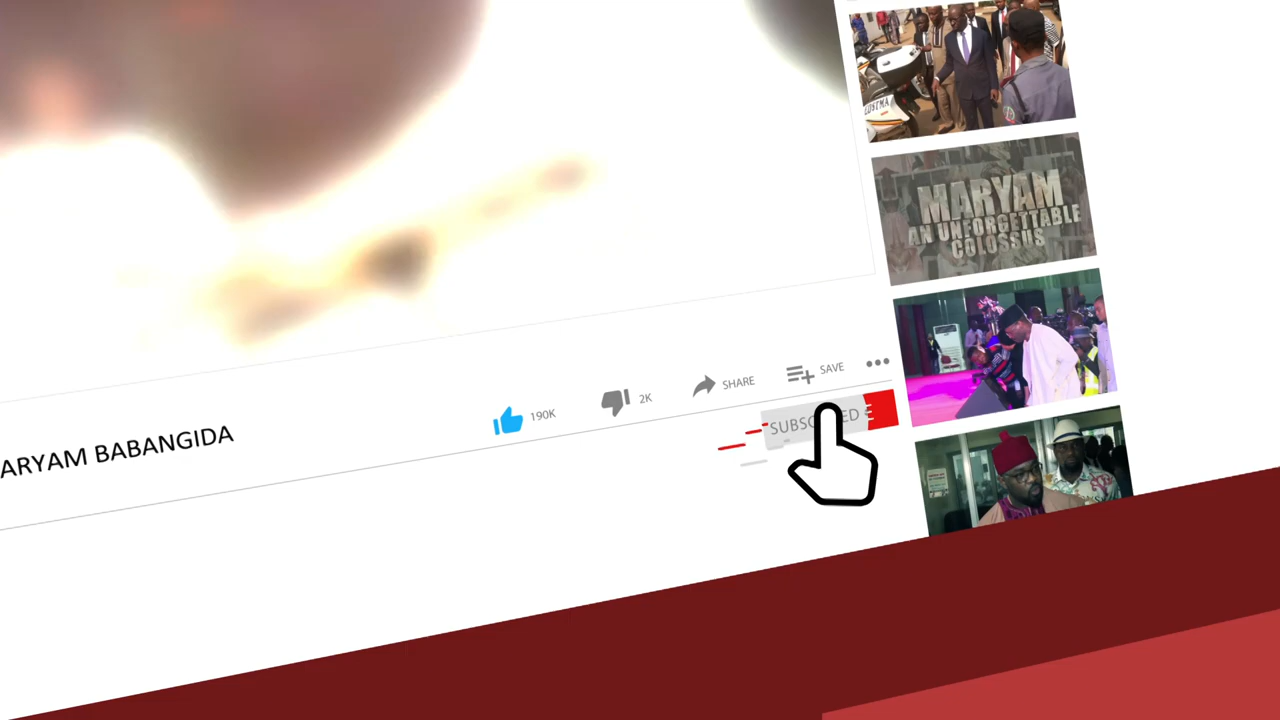 MARYAM
AN UNFORGETTABLE
COLOSSUS
190K
2K
SHARE
SAVE
ARYAM BABANGIDA